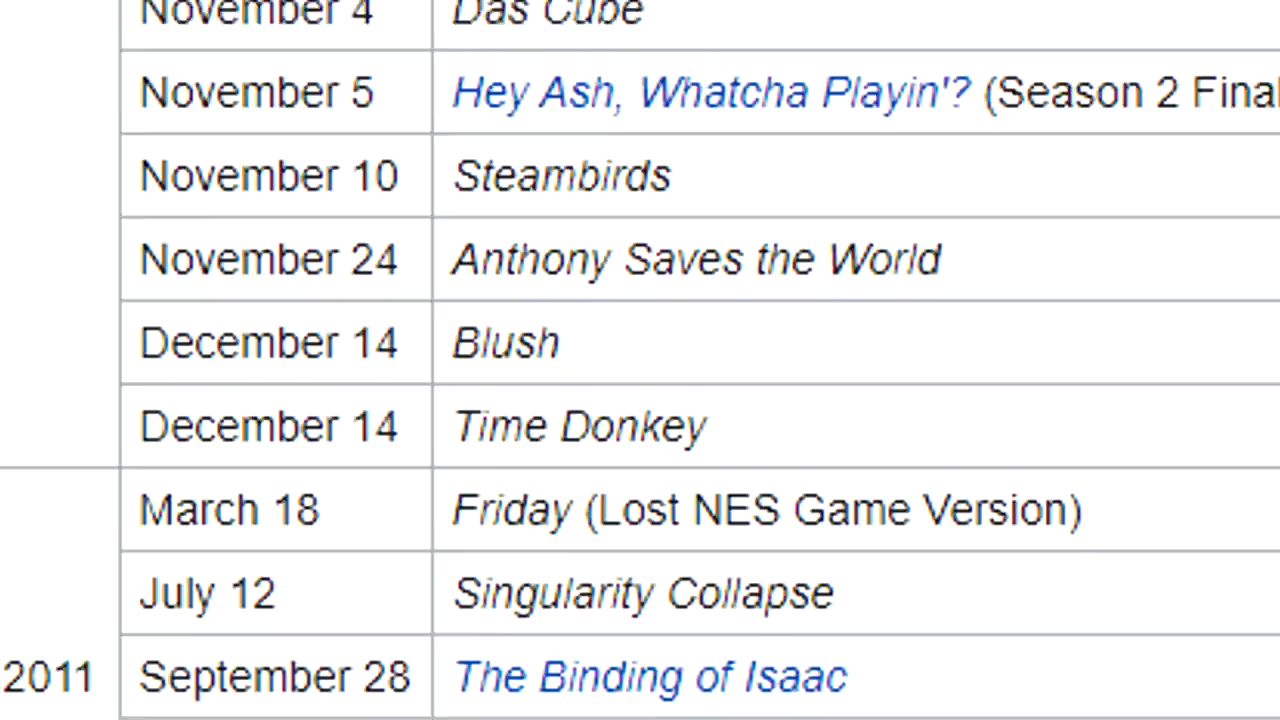 November 4 Das Cube
November 5 Hey Ash, Whatcha Playin'? (Season 2 Final
November 10 Steambirds
November 24 Anthony Saves the World
December 14 Blush
December 14 Time Donkey
March 18 Friday (Lost NES Game Version)
July 12 Singularity Collapse
2011 September 28 The Binding of Isaac